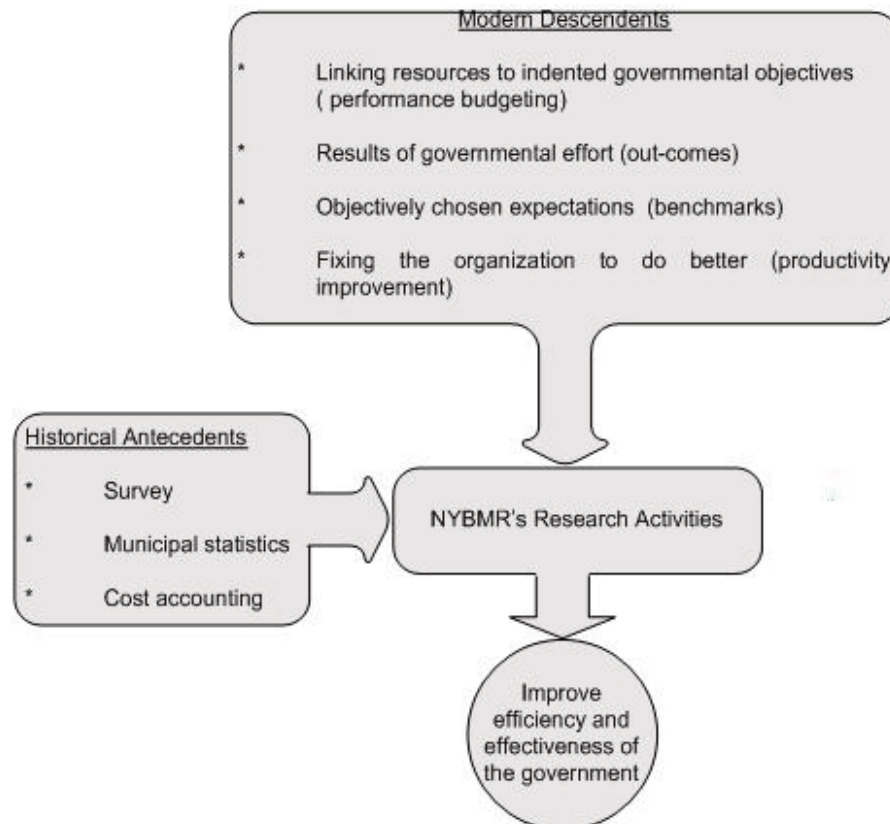 Modern Descendents
* Linking resources to indented governmental objectives
( performance budgeting)
* Results of governmental effort (out-comes)
* Objectively chosen expectations (benchmarks)
* Fixing the organization to do better (productivity
improvement)
Historical Antecedents
* Survey
* Municipal statistics
* Cost accounting
NYBMR's Research Activities
Improve
efficiency and
effectiveness of
the government